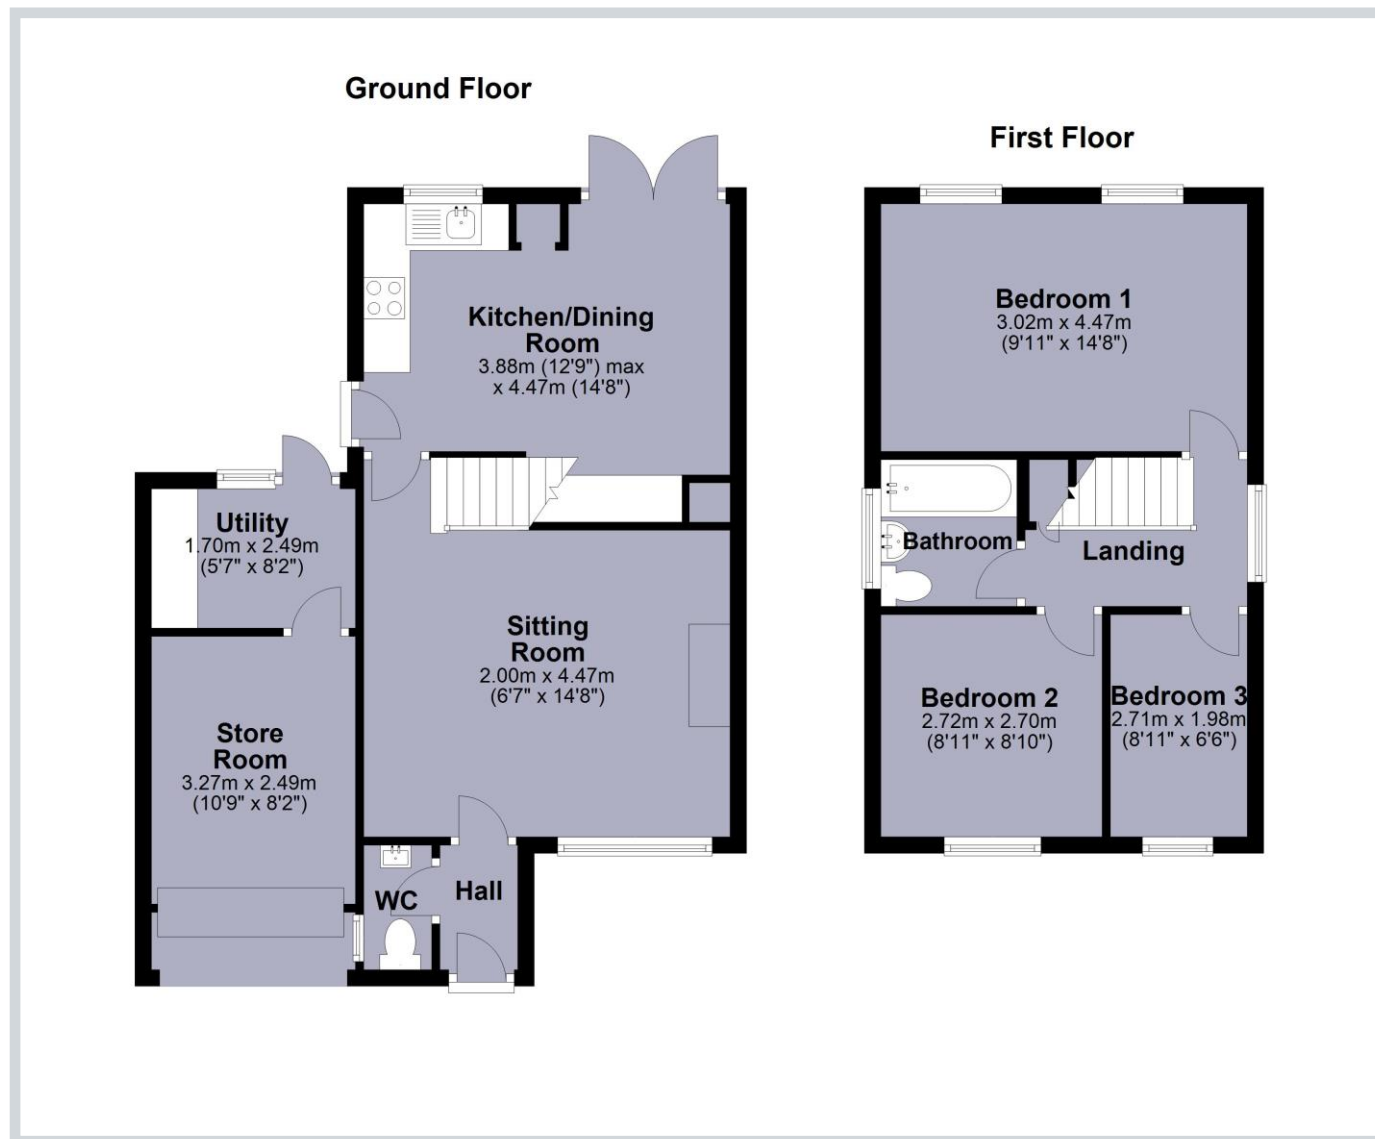 Ground Floor
First Floor
Kitchen/Dining
Room
3.88m (12'9") max
x 4.47m (14'8")
Utility
1.70m x 2.49m
(5'7" x 8'2")
Sitting
Room
2.00m x 4.47m
(6'7" x 14'8")
Store
Room
3.27m x 2.49m
(10'9" x 8'2")
WC
Hall
Bedroom 1
3.02m x 4.47m
(9'11" x 14'8")
Bathroom
Landing
Bedroom 2
2.72m x 2.70m
(8'11" x 8'10")
Bedroom 3
2.71m x 1.98m
(8'11" x 6'6")